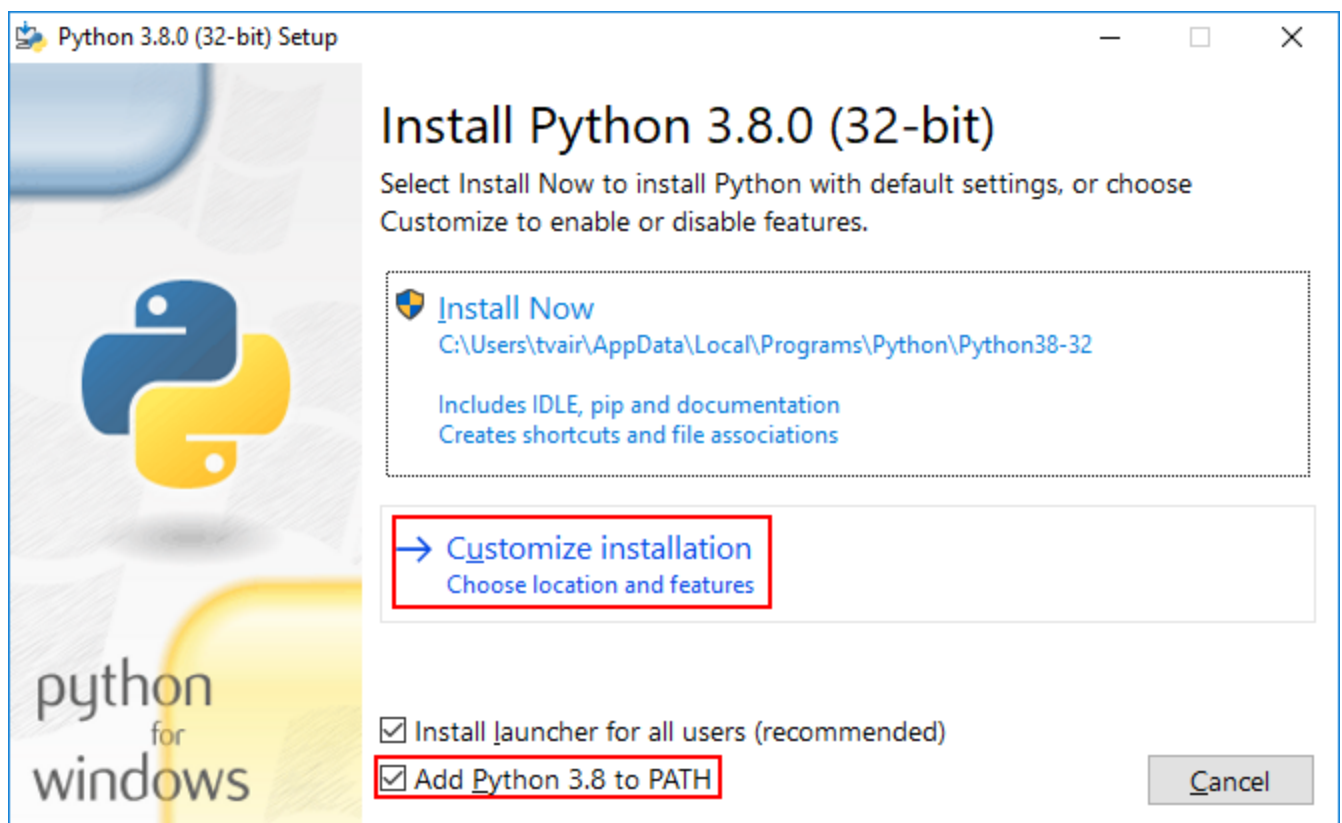 Python 3.8.0 (32-bit) Setup
Install Python 3.8.0 (32-bit)
Select Install Now to install Python with default settings, or choose
Customize to enable or disable features.
Install Now
C:\Users\tvair\AppData\Local\Programs\Python\Python38-32
Includes IDLE, pip and documentation
Creates shortcuts and file associations
Customize installation
Choose location and features
python
for
windows
Install launcher for all users (recommended)
Add Python 3.8 to PATH
Cancel